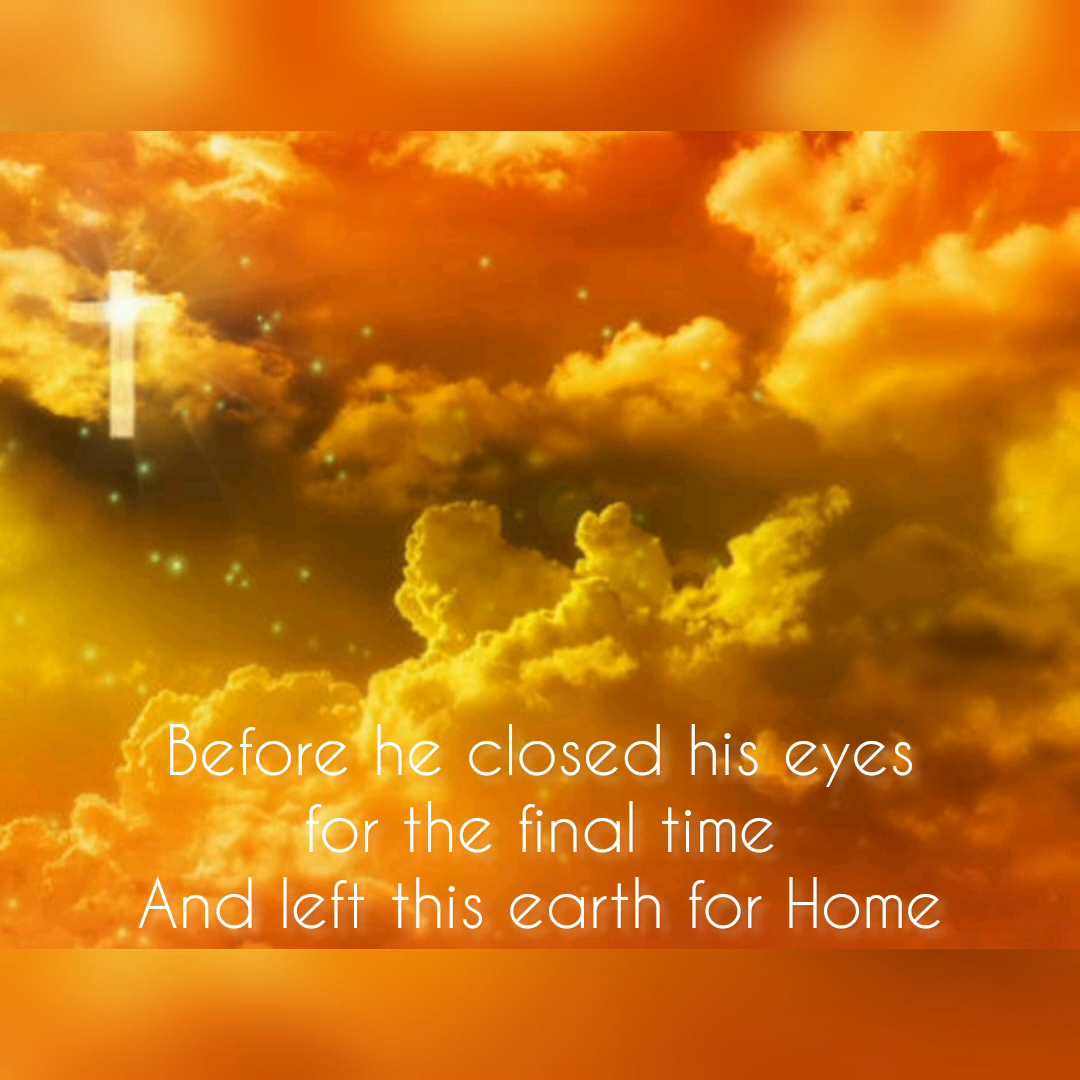 Before he closed his eyes
for the final time
And left this earth for Home